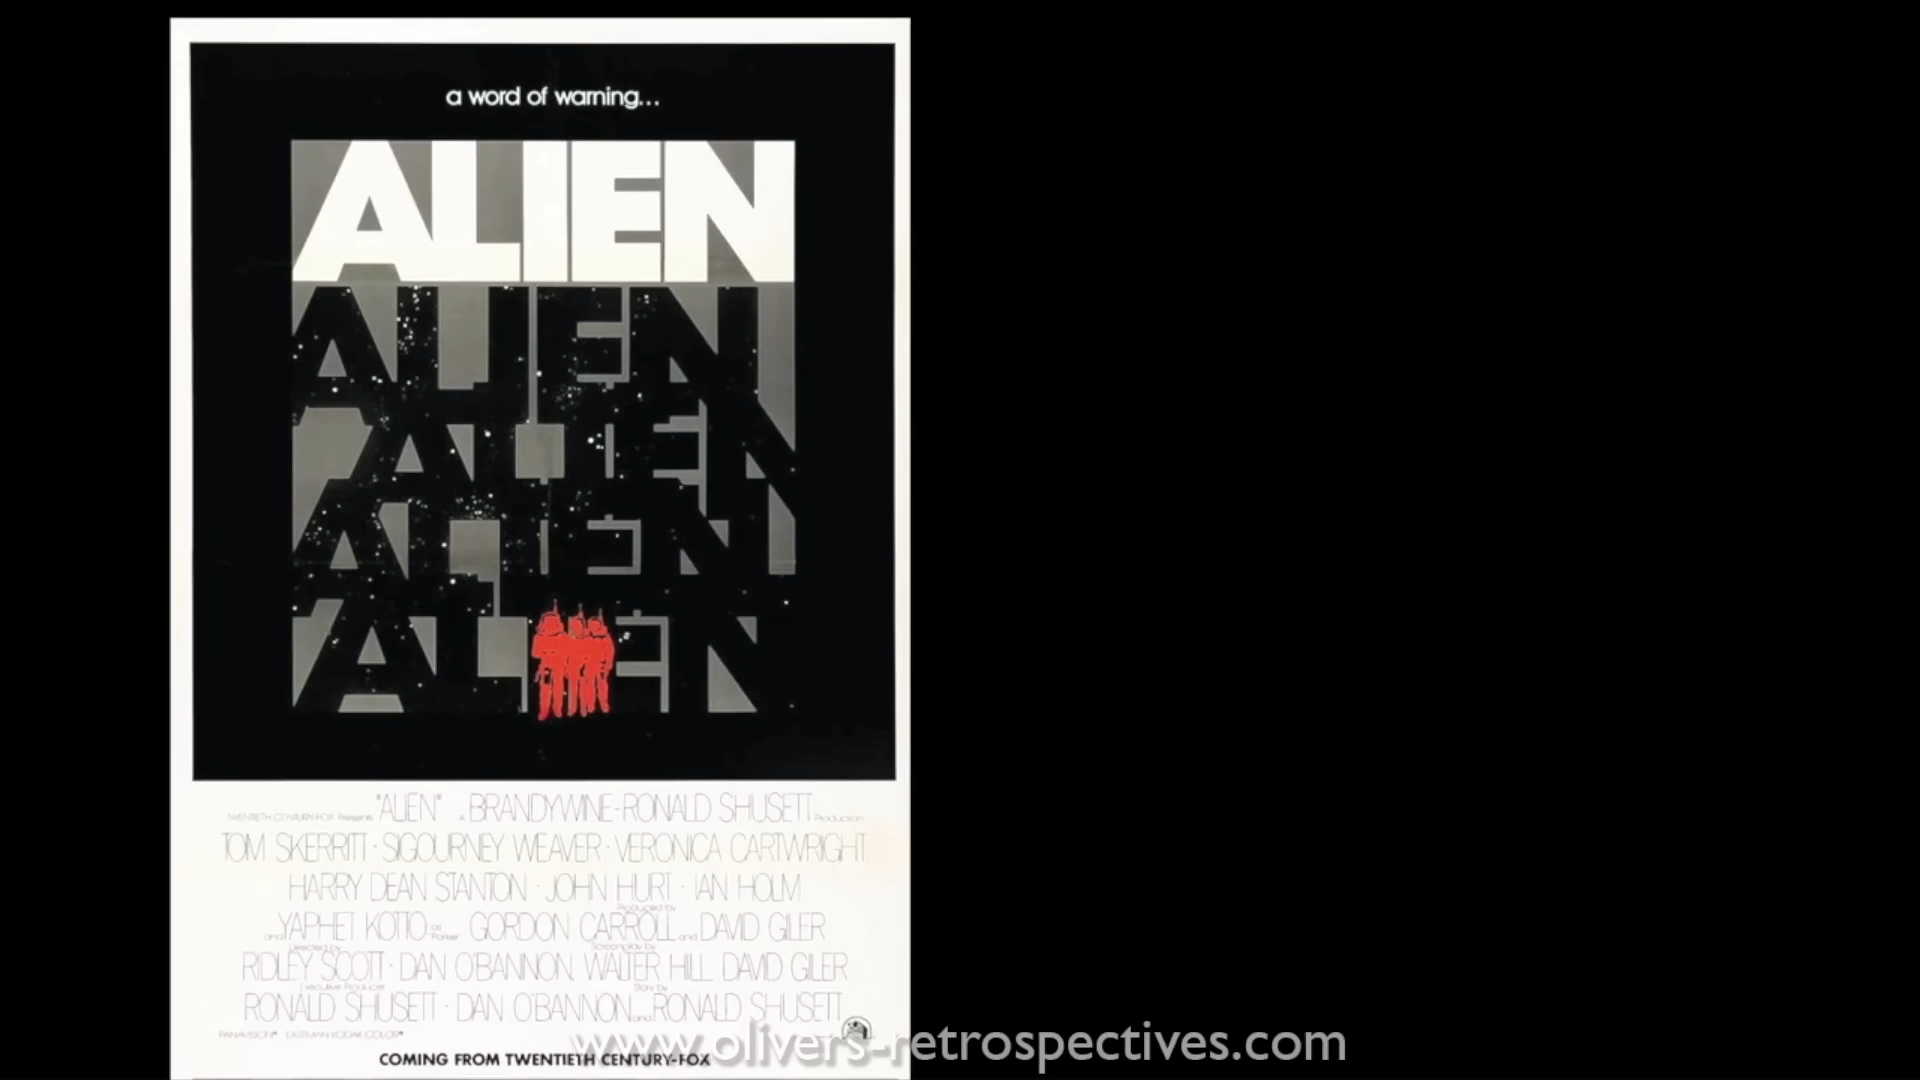 a word of warning...
ALIEN
ALIEN
ALIEN
ALIEN
ALIEN
TWENTIETH CENTURY-FOX Presents "ALIEN" A BRANDYWINE-RONALD SHUSETT Production
TOM SKERRITT · SIGOURNEY WEAVER · VERONICA CARTWRIGHT
HARRY DEAN STANTON · JOHN HURT · IAN HOLM
Produced by
and YAPHET KOTTO as Parker GORDON CARROLL and DAVID GILER
Directed by Screenplay by
RIDLEY SCOTT · DAN O'BANNON, WALTER HILL, DAVID GILER
Executive Producer Story by
RONALD SHUSETT · DAN O'BANNON and RONALD SHUSETT
PANAVISION® EASTMAN KODAK COLOR®
COMING FROM TWENTIETH CENTURY-FOX
www.olivers-retrospectives.com